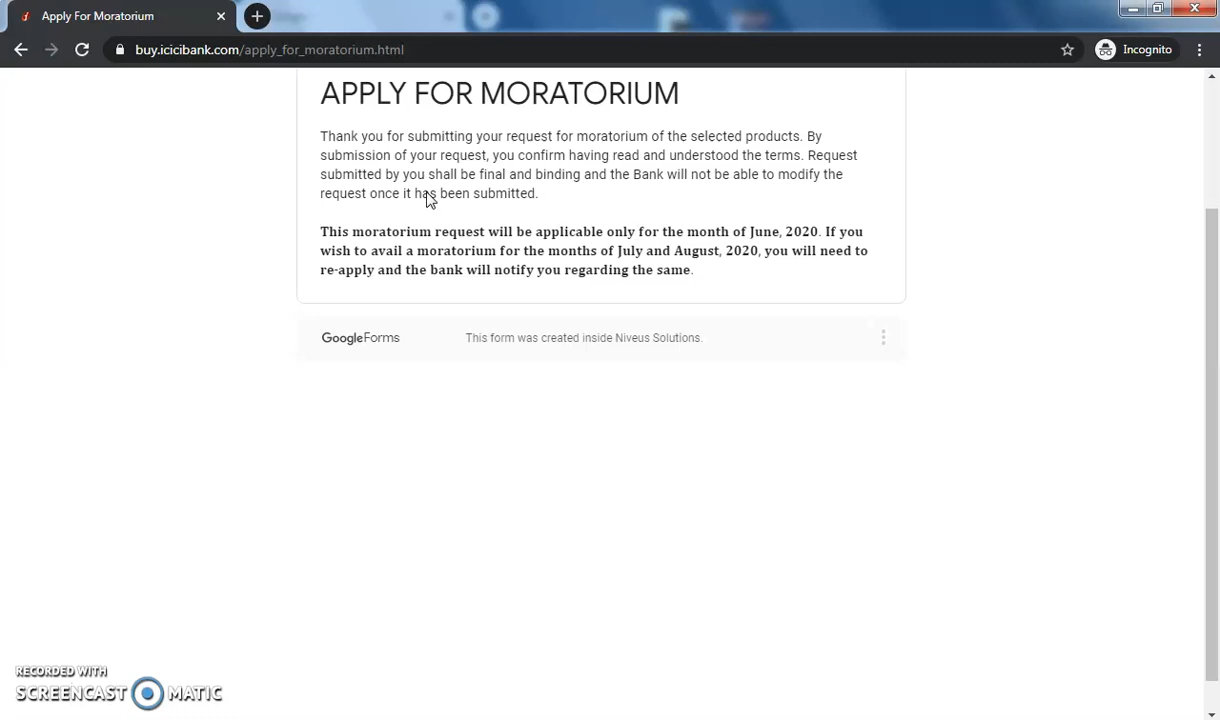 Apply For Moratorium
buy.icicibank.com/apply_for_moratorium.html
Incognito
APPLY FOR MORATORIUM
Thank you for submitting your request for moratorium of the selected products. By
submission of your request, you confirm having read and understood the terms. Request
submitted by you shall be final and binding and the Bank will not be able to modify the
request once it has been submitted.
This moratorium request will be applicable only for the month of June, 2020. If you
wish to avail a moratorium for the months of July and August, 2020, you will need to
re-apply and the bank will notify you regarding the same.
GoogleForms
This form was created inside Niveus Solutions.
RECORDED WITH
SCREENCAST MATIC